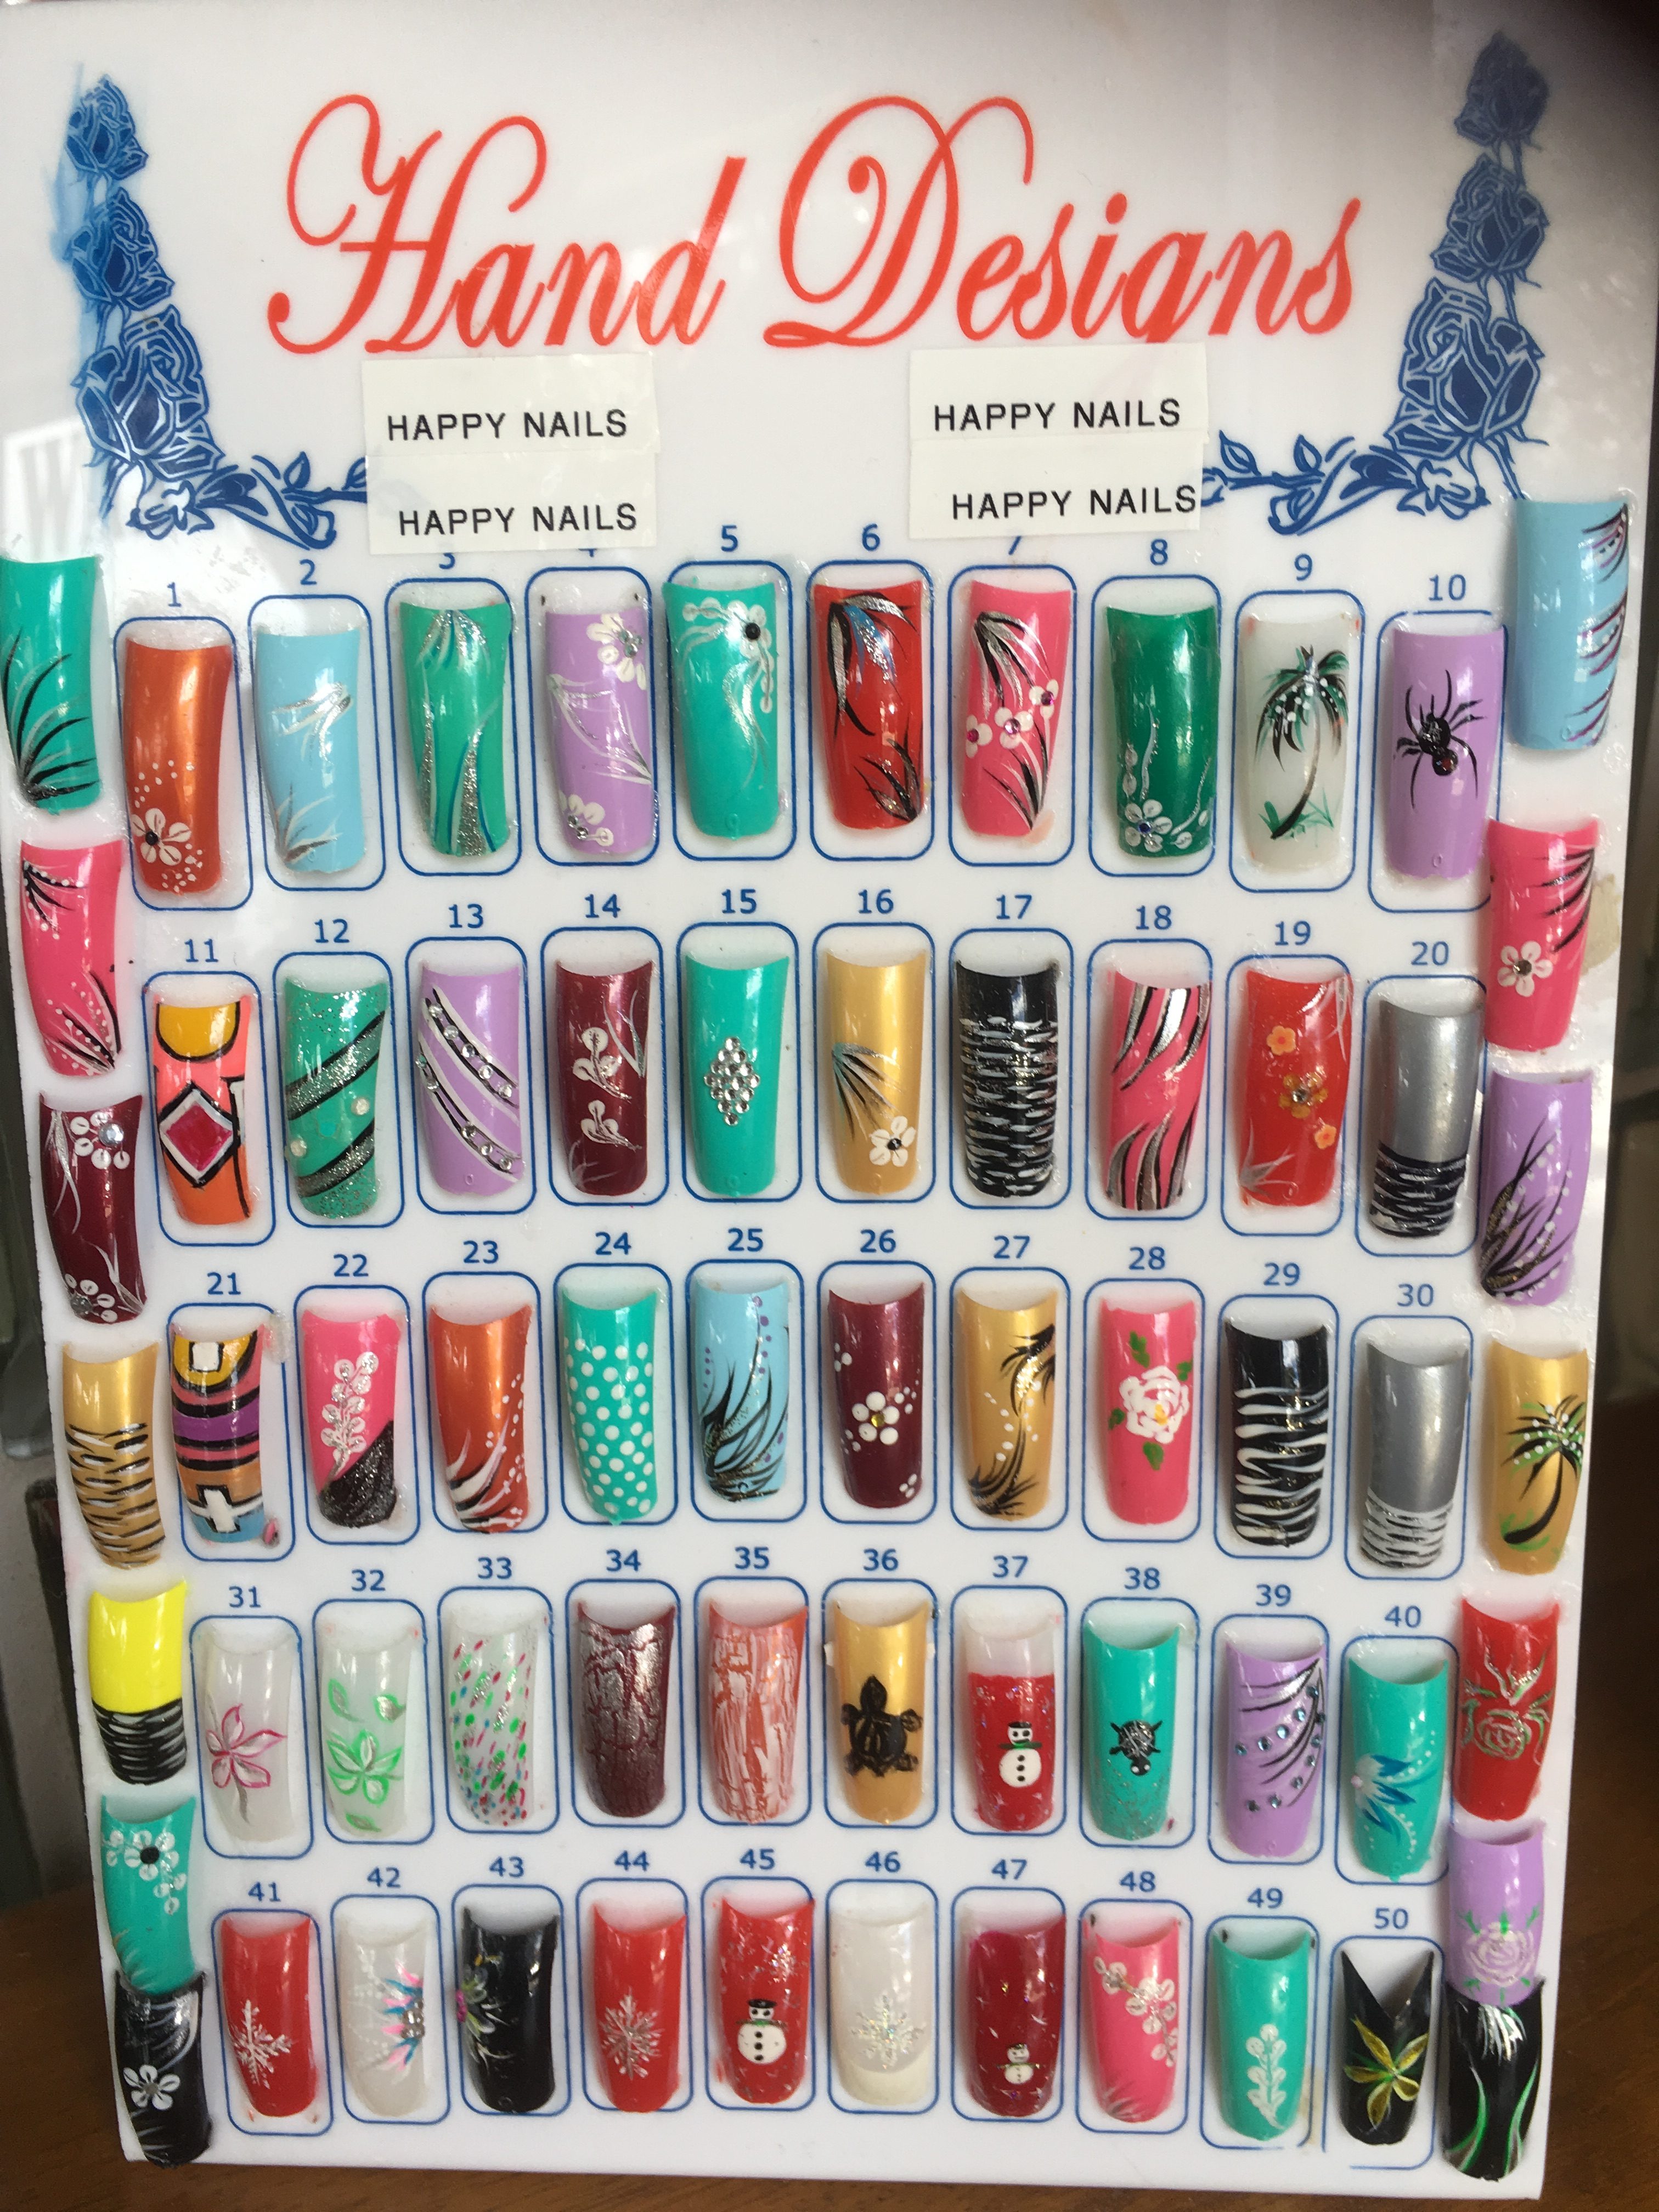 Hand Designs
HAPPY NAILS HAPPY NAILS
HAPPY NAILS HAPPY NAILS
1 2 3 4 5 6 7 8 9 10
11 12 13 14 15 16 17 18 19 20
21 22 23 24 25 26 27 28 29 30
31 32 33 34 35 36 37 38 39 40
41 42 43 44 45 46 47 48 49 50